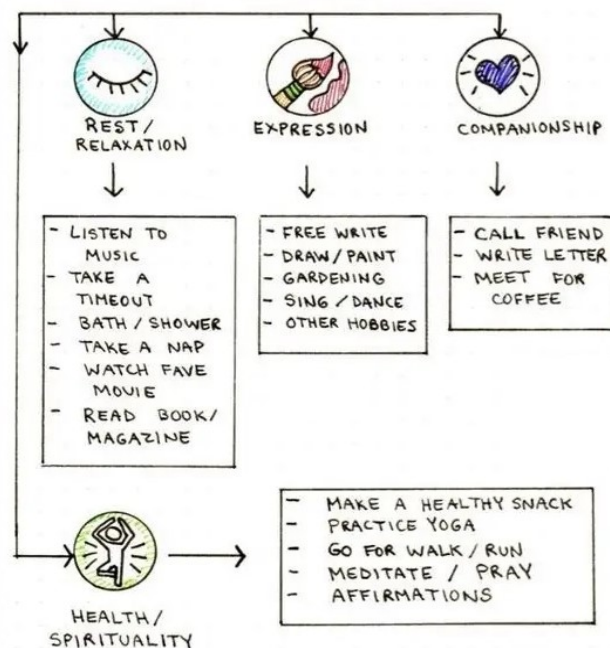 REST/
RELAXATION
EXPRESSION
COMPANIONSHIP
- LISTEN TO
MUSIC
- TAKE A
TIMEOUT
- BATH / SHOWER
- TAKE A NAP
- WATCH FAVE
MOVIE
- READ BOOK/
MAGAZINE
- FREE WRITE
- DRAW/PAINT
- GARDENING
- SING / DANCE
- OTHER HOBBIES
- CALL FRIEND
- WRITE LETTER
- MEET FOR
COFFEE
HEALTH/
SPIRITUALITY
- MAKE A HEALTHY SNACK
- PRACTICE YOGA
- GO FOR WALK / RUN
- MEDITATE / PRAY
- AFFIRMATIONS